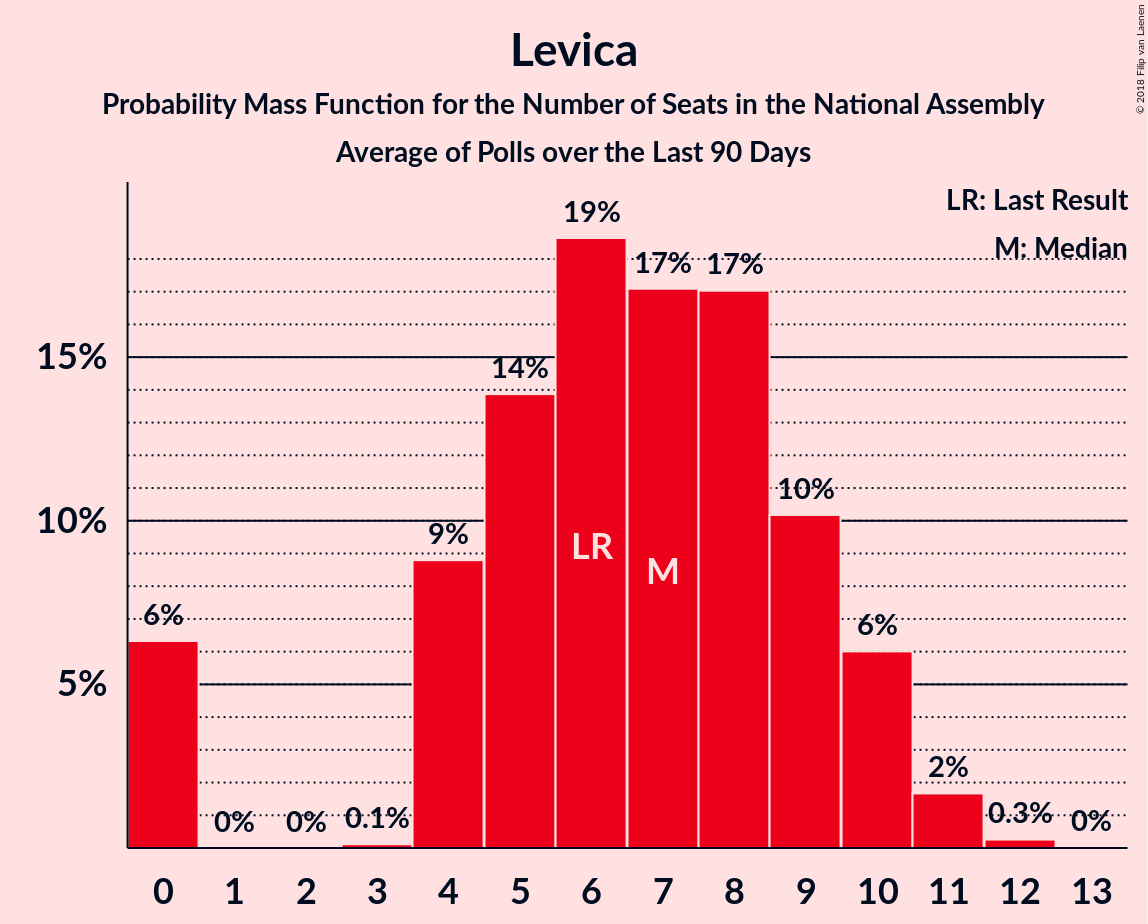 Levica
Probability Mass Function for the Number of Seats in the National Assembly
Average of Polls over the Last 90 Days
© 2018 Filip van Laenen
LR: Last Result
M: Median
19%
17%
17%
15%
14%
10%
10%
9%
LR
M
6%
6%
5%
2%
0%
0%
0.1%
0.3%
0%
0 1 2 3 4 5 6 7 8 9 10 11 12 13